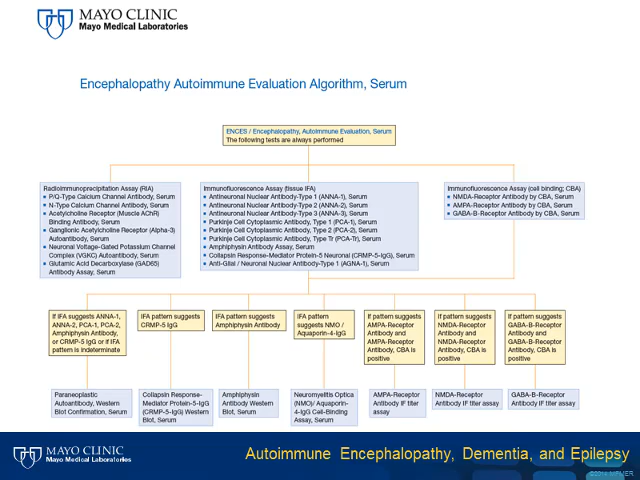 MAYO CLINIC
Mayo Medical Laboratories
Encephalopathy Autoimmune Evaluation Algorithm, Serum
ENCES / Encephalopathy, Autoimmune Evaluation, Serum
The following tests are always performed
Radioimmunoprecipitation Assay (RIA)
P/Q-Type Calcium Channel Antibody, Serum
N-Type Calcium Channel Antibody, Serum
Acetylcholine Receptor (Muscle AChR)
Binding Antibody, Serum
Ganglionic Acetylcholine Receptor (Alpha-3)
Autoantibody, Serum
Neuronal Voltage-Gated Potassium Channel
Complex (VGKC) Autoantibody, Serum
Glutamic Acid Decarboxylase (GAD65)
Antibody Assay, Serum
Immunofluorescence Assay (tissue IFA)
Antineuronal Nuclear Antibody-Type 1 (ANNA-1), Serum
Antineuronal Nuclear Antibody-Type 2 (ANNA-2), Serum
Antineuronal Nuclear Antibody-Type 3 (ANNA-3), Serum
Purkinje Cell Cytoplasmic Antibody, Type 1 (PCA-1), Serum
Purkinje Cell Cytoplasmic Antibody, Type 2 (PCA-2), Serum
Purkinje Cell Cytoplasmic Antibody, Type Tr (PCA-Tr), Serum
Amphiphysin Antibody Assay, Serum
Collapsin Response-Mediator Protein-5 Neuronal (CRMP-5-IgG), Serum
Anti-Glial / Neuronal Nuclear Antibody-Type 1 (AGNA-1), Serum
Immunofluorescence Assay (cell binding; CBA)
NMDA-Receptor Antibody by CBA, Serum
AMPA-Receptor Antibody by CBA, Serum
GABA-B-Receptor Antibody by CBA, Serum
If IFA suggests ANNA-1,
ANNA-2, PCA-1, PCA-2,
Amphiphysin Antibody,
or CRMP-5 IgG or if IFA
pattern is indeterminate
IFA pattern suggests
CRMP-5 IgG
IFA pattern suggests
Amphiphysin Antibody
IFA pattern
suggests NMO /
Aquaporin-4-IgG
If pattern suggests
AMPA-Receptor
Antibody and
AMPA-Receptor
Antibody, CBA is
positive
If pattern suggests
NMDA-Receptor
Antibody and
NMDA-Receptor
Antibody, CBA is
positive
If pattern suggests
GABA-B-Receptor
Antibody and
GABA-B-Receptor
Antibody, CBA is
positive
Paraneoplastic
Autoantibody, Western
Blot Confirmation, Serum
Collapsin Response-
Mediator Protein-5-IgG
(CRMP-5-IgG) Western
Blot, Serum
Amphiphysin
Antibody Western
Blot, Serum
Neuromyelitis Optica
(NMO)/ Aquaporin-
4-IgG Cell-Binding
Assay, Serum
AMPA-Receptor
Antibody IF titer
assay
NMDA-Receptor
Antibody IF titer assay
GABA-B-Receptor
Antibody IF titer assay
MAYO CLINIC
Mayo Medical Laboratories
Autoimmune Encephalopathy, Dementia, and Epilepsy
MFMER